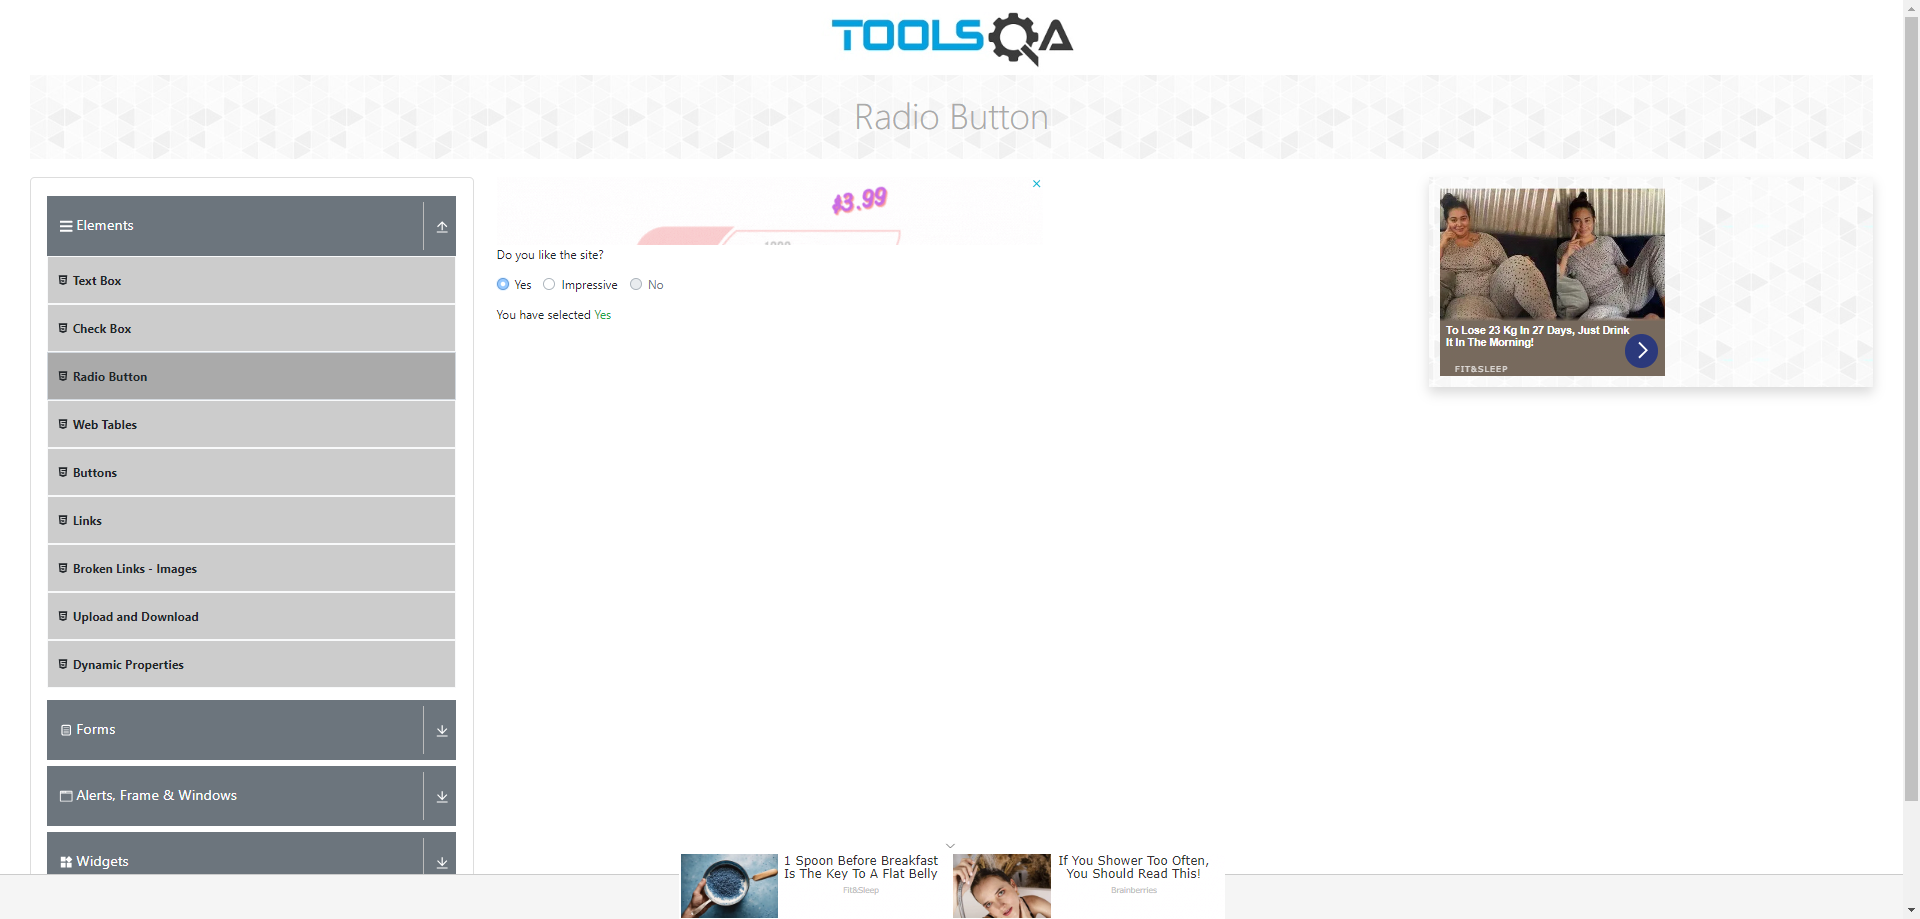 TOOLSQA
Radio Button
Elements
Text Box
Check Box
Radio Button
Web Tables
Buttons
Links
Broken Links - Images
Upload and Download
Dynamic Properties
Forms
Alerts, Frame & Windows
Widgets
$3.99
Do you like the site?
Yes
Impressive
No
You have selected Yes
To Lose 23 Kg In 27 Days, Just Drink
It In The Morning!
FIT&SLEEP
1 Spoon Before Breakfast
Is The Key To A Flat Belly
Fit&Sleep
If You Shower Too Often,
You Should Read This!
Brainberries